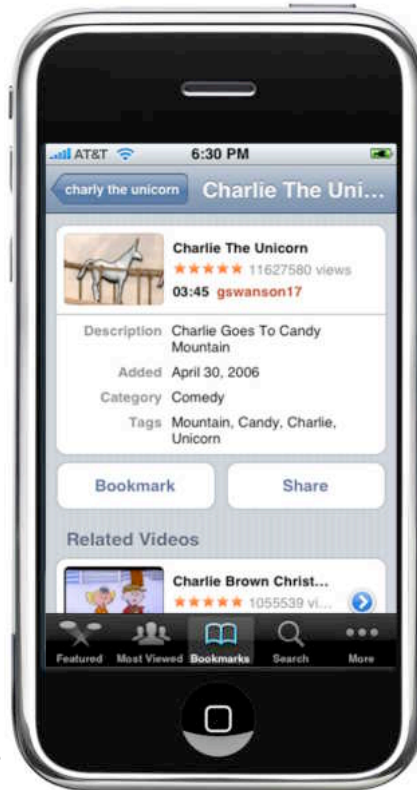 AT&T 6:30 PM
charly the unicorn Charlie The Uni...
Charlie The Unicorn
11627580 views
03:45 gswanson17
Description Charlie Goes To Candy
Mountain
Added April 30, 2006
Category Comedy
Tags Mountain, Candy, Charlie,
Unicorn
Bookmark Share
Related Videos
Charlie Brown Christ...
1055539 vi...
Featured Most Viewed Bookmarks Search More